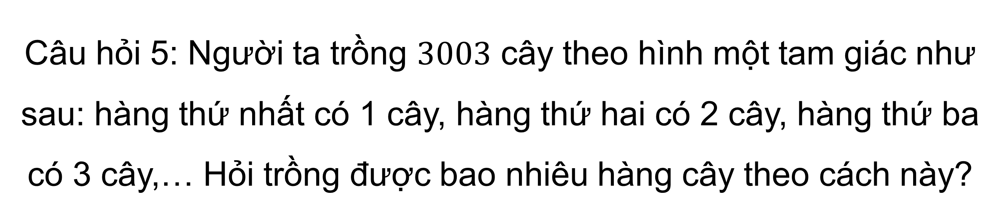 Câu hỏi 5: Người ta trồng 3003 cây theo hình một tam giác như
sau: hàng thứ nhất có 1 cây, hàng thứ hai có 2 cây, hàng thứ ba
có 3 cây,... Hỏi trồng được bao nhiêu hàng cây theo cách này?